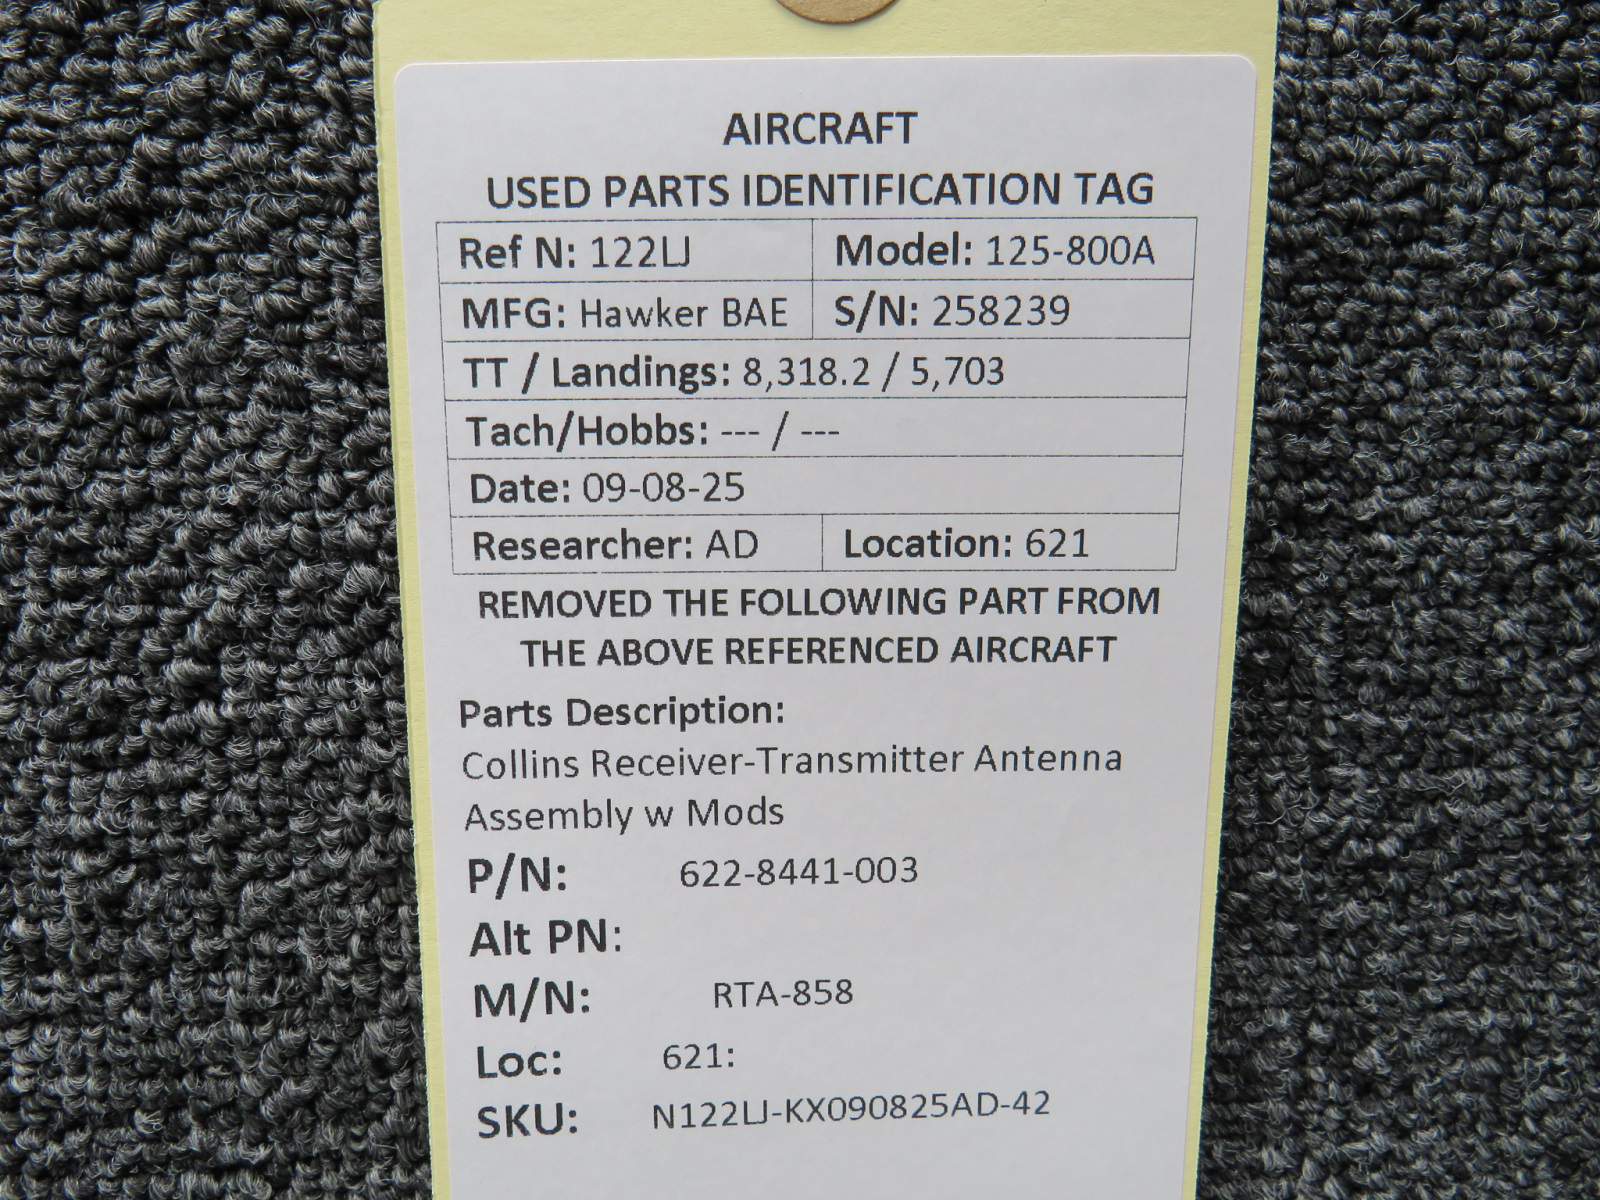 AIRCRAFT
USED PARTS IDENTIFICATION TAG
Ref N: 122LJ Model: 125-800A
MFG: Hawker BAE S/N: 258239
TT / Landings: 8,318.2 / 5,703
Tach/Hobbs: --- / ---
Date: 09-08-25
Researcher: AD Location: 621
REMOVED THE FOLLOWING PART FROM
THE ABOVE REFERENCED AIRCRAFT
Parts Description:
Collins Receiver-Transmitter Antenna
Assembly w Mods
P/N: 622-8441-003
Alt PN:
M/N: RTA-858
Loc: 621:
SKU: N122LJ-KX090825AD-42